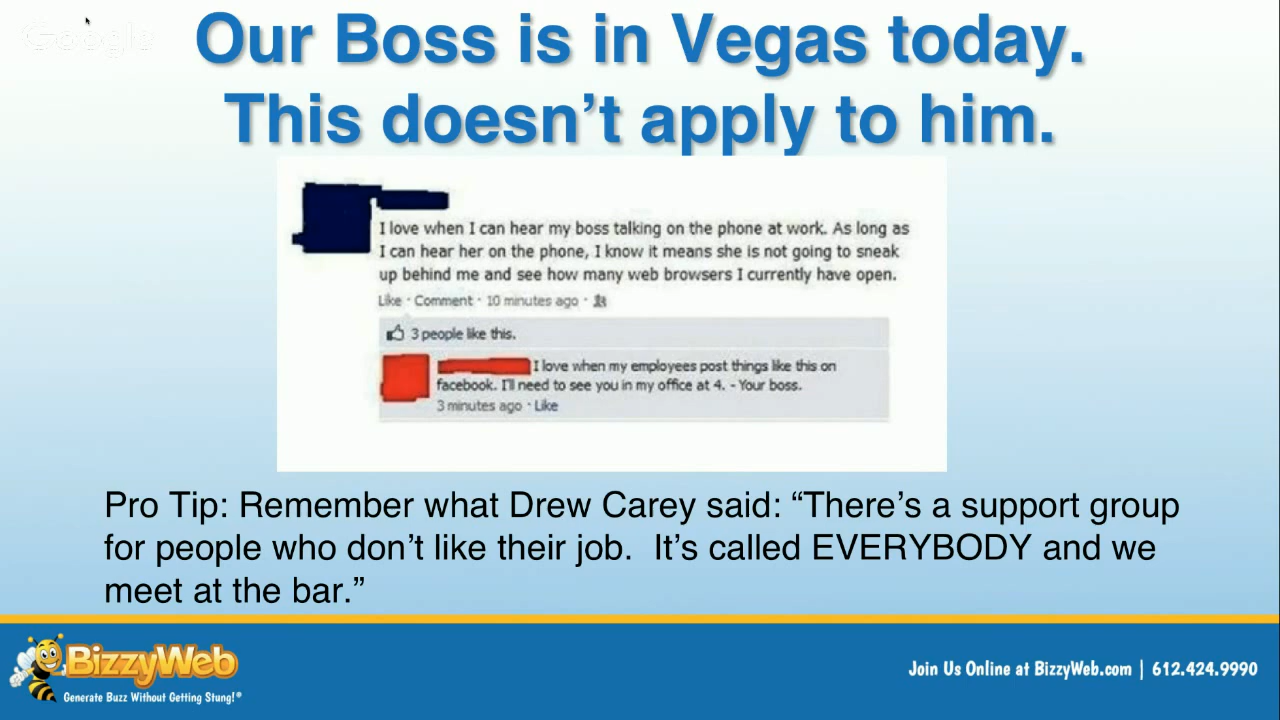 Google
Our Boss is in Vegas today.
This doesn’t apply to him.
I love when I can hear my boss talking on the phone at work. As long as
I can hear her on the phone, I know it means she is not going to sneak
up behind me and see how many web browsers I currently have open.
Like · Comment · 10 minutes ago ·
3 people like this.
I love when my employees post things like this on
facebook. I'll need to see you in my office at 4. - Your boss.
3 minutes ago · Like
Pro Tip: Remember what Drew Carey said: “There’s a support group
for people who don’t like their job.  It’s called EVERYBODY and we
meet at the bar.”
BizzyWeb
Generate Buzz Without Getting Stung!®
Join Us Online at BizzyWeb.com | 612.424.9990